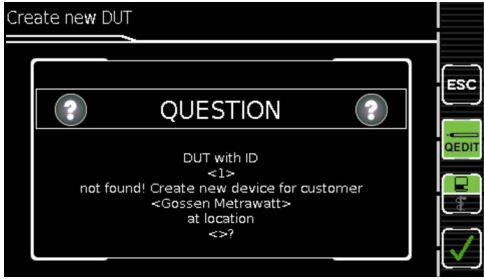 Create new DUT
ESC
QUESTION
QEDIT
DUT with ID
<1>
not found! Create new device for customer
<Gossen Metrawatt>
at location
<>?